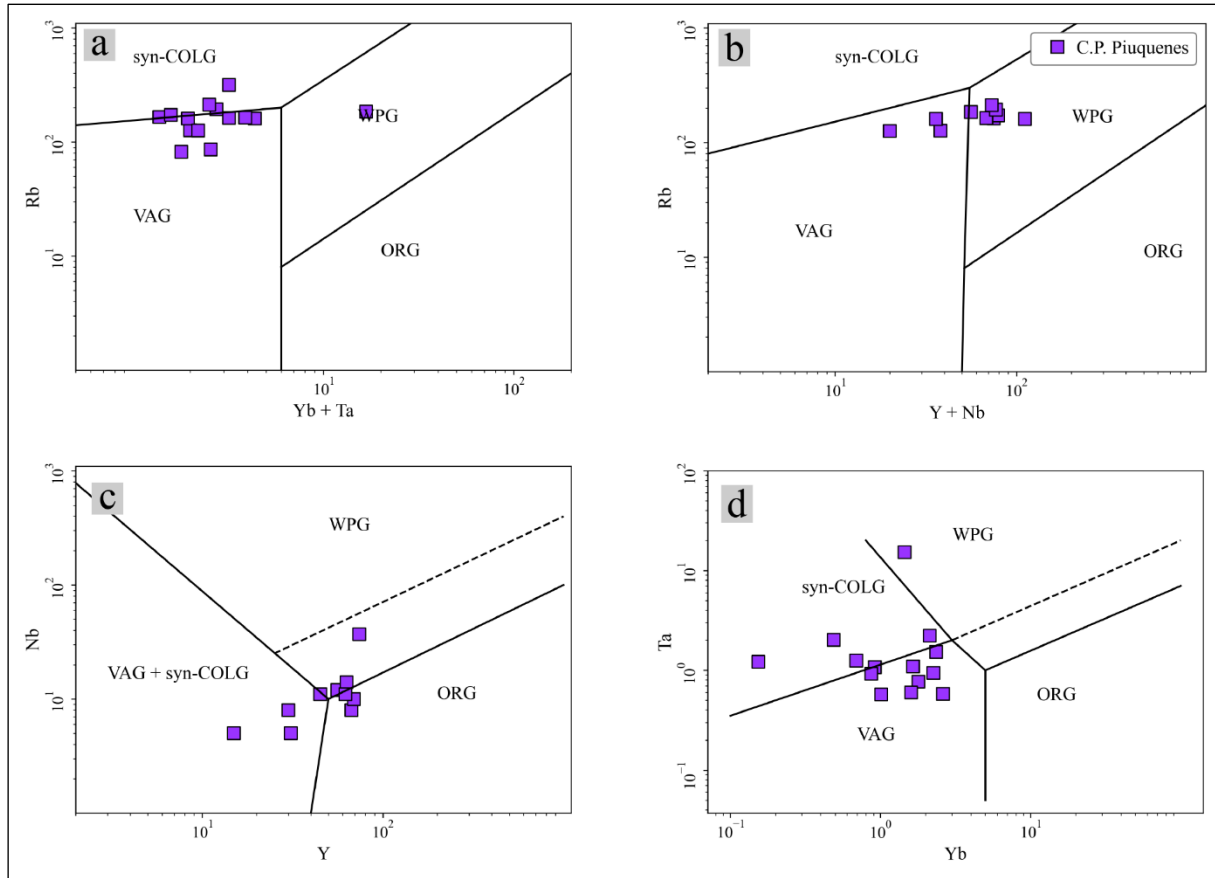 a
syn-COLG
WPG
VAG
ORG
Rb
10³
10²
10¹
10¹
10²
Yb + Ta
b
syn-COLG
C.P. Piuquenes
WPG
VAG
ORG
Rb
10³
10²
10¹
10¹
10²
Y + Nb
c
WPG
VAG + syn-COLG
ORG
Nb
10³
10²
10¹
10¹
10²
Y
d
WPG
syn-COLG
ORG
VAG
Ta
10²
10¹
10⁰
10⁻¹
10⁻¹
10⁰
10¹
Yb